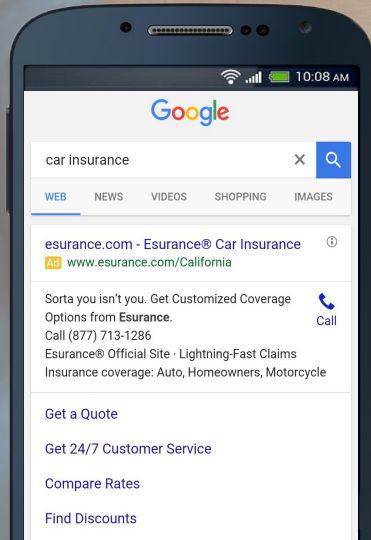 10:08 AM
Google
car insurance
WEB NEWS VIDEOS SHOPPING IMAGES
esurance.com - Esurance® Car Insurance
Ad www.esurance.com/California
Sorta you isn't you. Get Customized Coverage
Options from Esurance.
Call (877) 713-1286
Esurance® Official Site · Lightning-Fast Claims
Insurance coverage: Auto, Homeowners, Motorcycle
Call
Get a Quote
Get 24/7 Customer Service
Compare Rates
Find Discounts